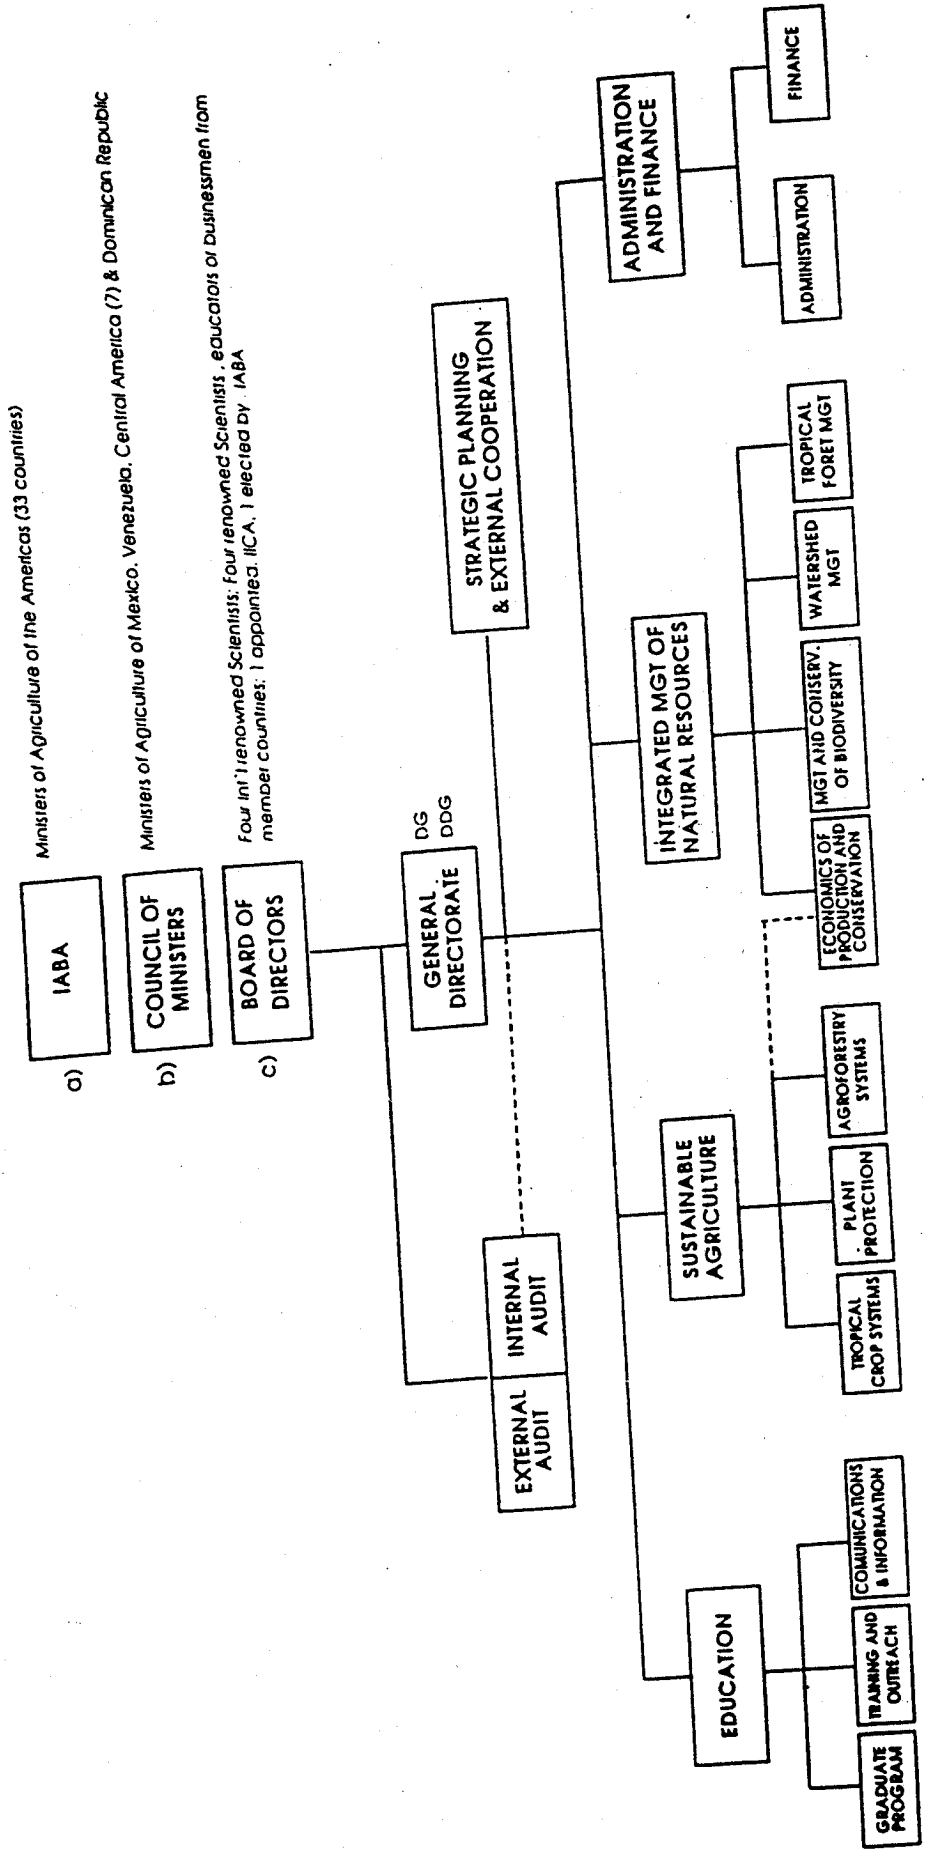 a)
IABA
Ministers of Agriculture of the Americas (33 countries)
b)
COUNCIL OF
MINISTERS
Ministers of Agriculture of Mexico, Venezuela, Central America (7) & Dominican Republic
c)
BOARD OF
DIRECTORS
Four Int'l renowned Scientists; Four renowned Scientists, educators or businessmen from
member countries; 1 appointed, IICA, 1 elected by IABA
GENERAL
DIRECTORATE
DG
DDG
EXTERNAL
AUDIT
INTERNAL
AUDIT
STRATEGIC PLANNING
& EXTERNAL COOPERATION
EDUCATION
SUSTAINABLE
AGRICULTURE
INTEGRATED MGT OF
NATURAL RESOURCES
ADMINISTRATION
AND FINANCE
GRADUATE
PROGRAM
TRAINING AND
OUTREACH
COMUNICATIONS
& INFORMATION
TROPICAL
CROP SYSTEMS
PLANT
PROTECTION
AGROFORESTRY
SYSTEMS
ECONOMICS OF
PRODUCTION AND
CONSERVATION
MGT AND CONSERV.
OF BIODIVERSITY
WATERSHED
MGT
TROPICAL
FORET MGT
ADMINISTRATION
FINANCE